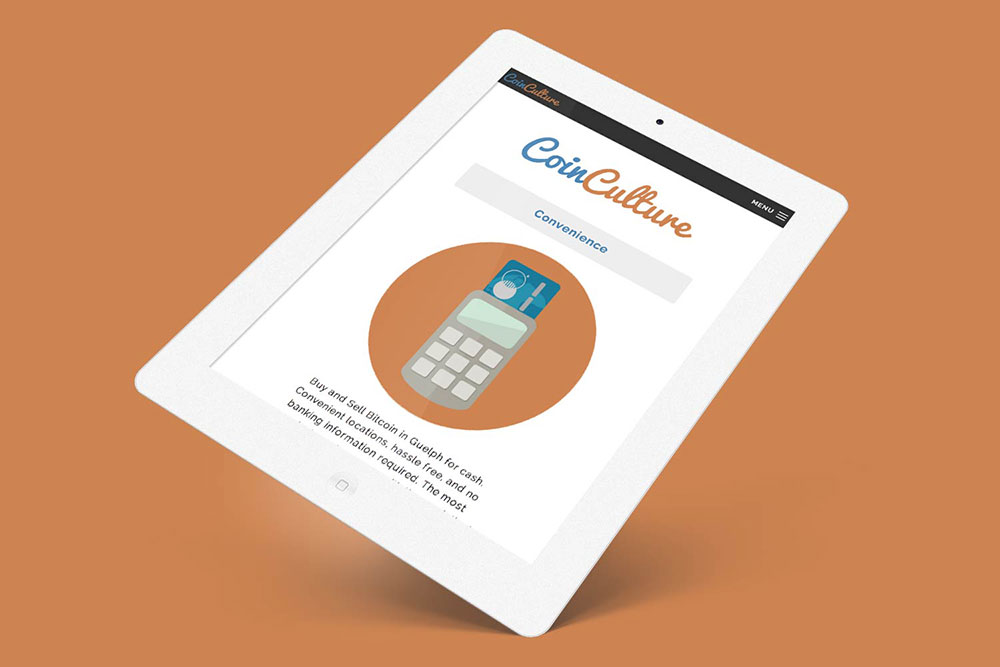 CoinCulture
MENU
CoinCulture
Convenience
Buy and Sell Bitcoin in Guelph for cash.
Convenient locations, hassle free, and no
banking information required. The most